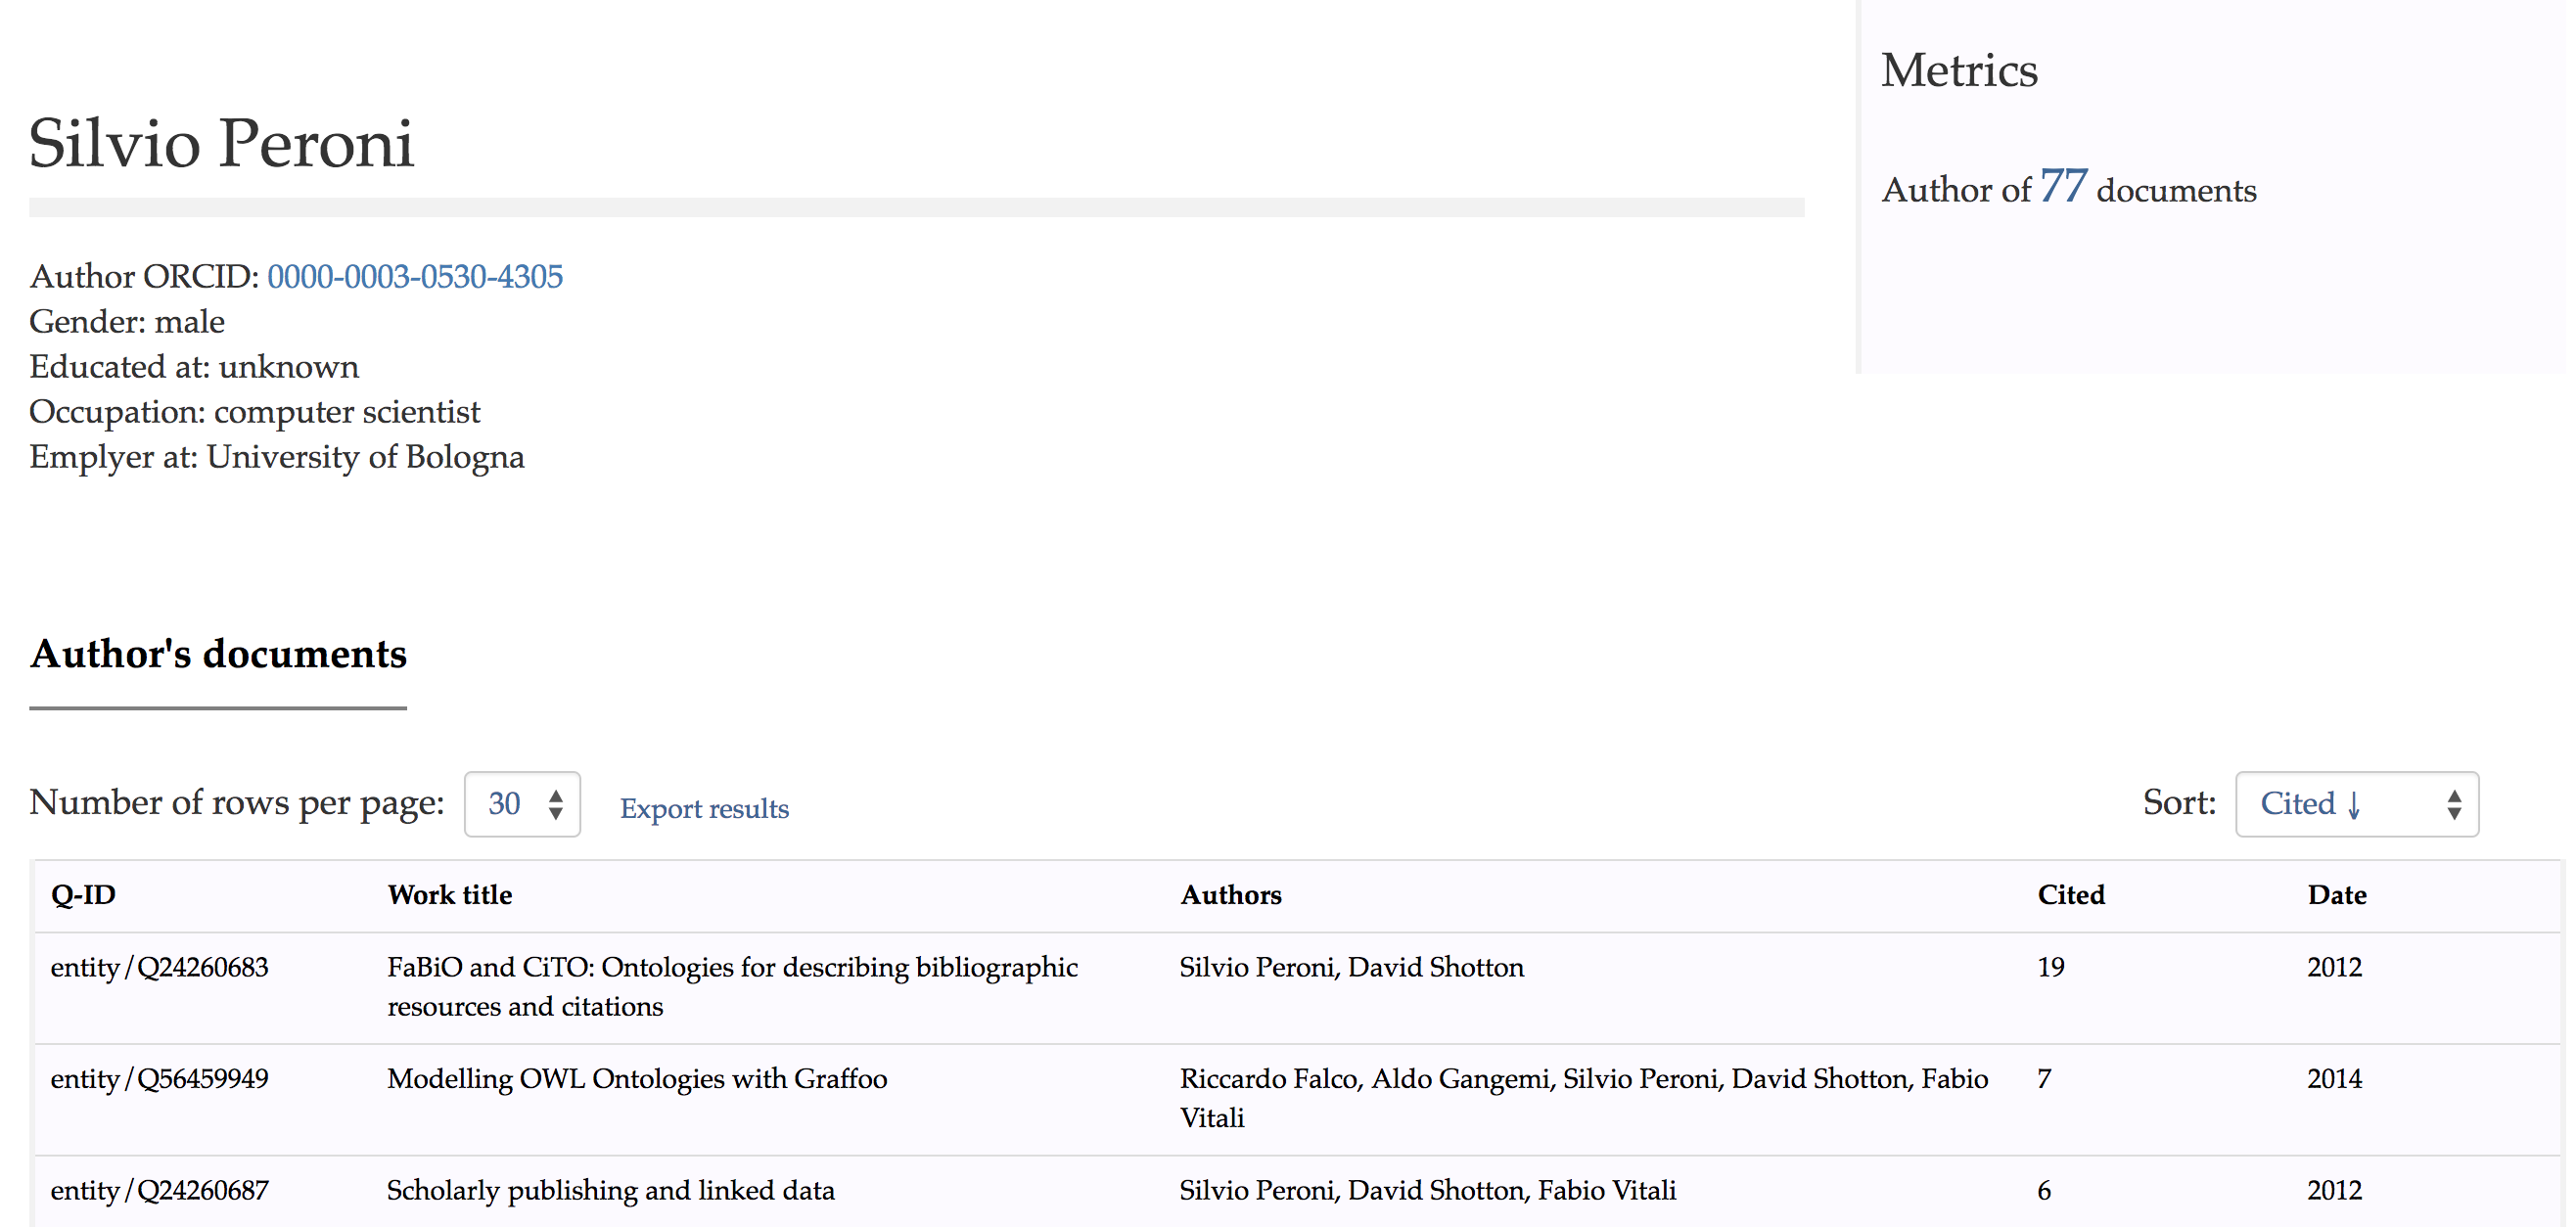 Silvio Peroni
Author ORCID: 0000-0003-0530-4305
Gender: male
Educated at: unknown
Occupation: computer scientist
Emplyer at: University of Bologna
Metrics
Author of 77 documents
Author's documents
Number of rows per page: 30 Export results Sort: Cited ↓
Q-ID Work title Authors Cited Date
entity/Q24260683 FaBiO and CiTO: Ontologies for describing bibliographic Silvio Peroni, David Shotton 19 2012
resources and citations
entity/Q56459949 Modelling OWL Ontologies with Graffoo Riccardo Falco, Aldo Gangemi, Silvio Peroni, David Shotton, Fabio 7 2014
Vitali
entity/Q24260687 Scholarly publishing and linked data Silvio Peroni, David Shotton, Fabio Vitali 6 2012